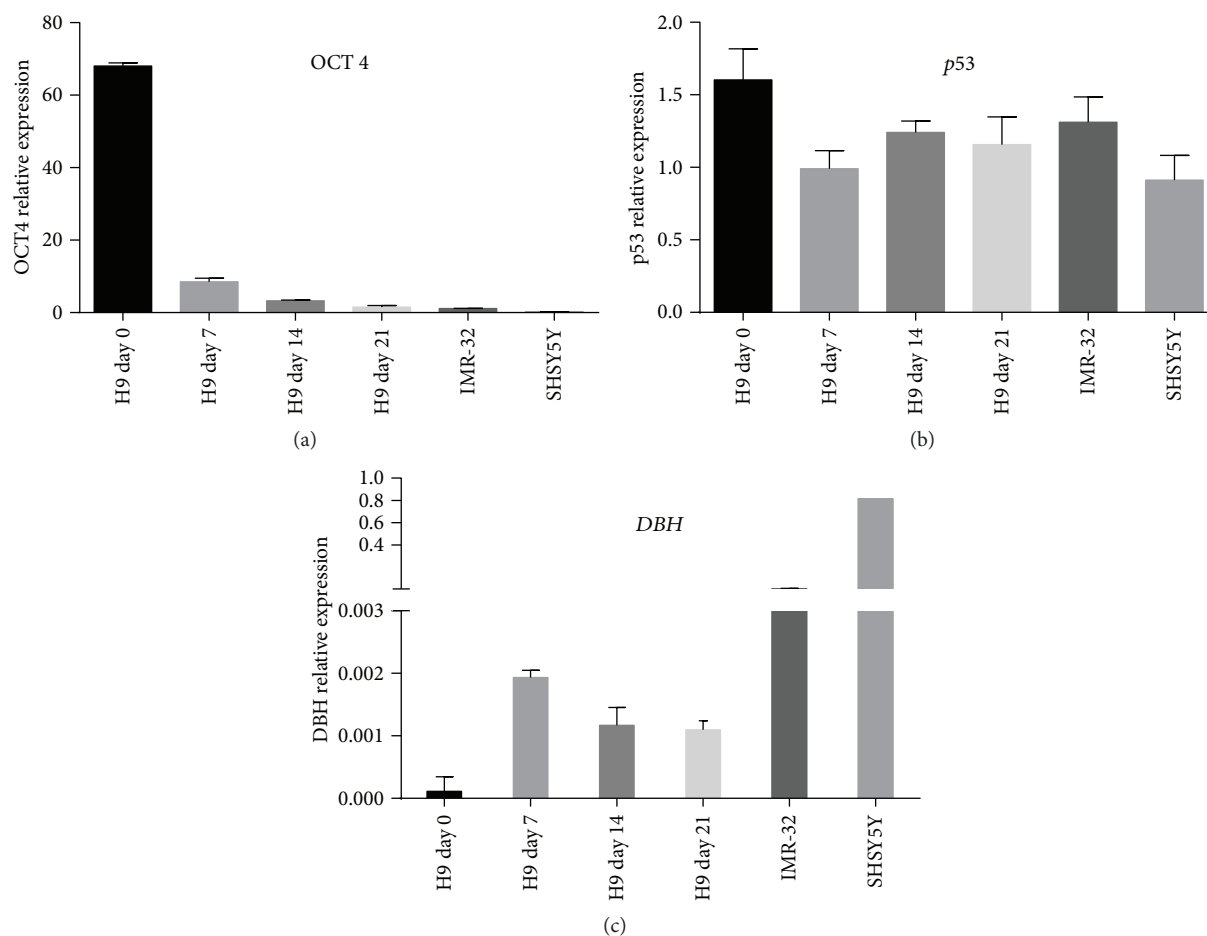 OCT 4
OCT4 relative expression
80
60
40
20
0
H9 day 0
H9 day 7
H9 day 14
H9 day 21
IMR-32
SHSY5Y
(a)
p53
p53 relative expression
2.0
1.5
1.0
0.5
0.0
H9 day 0
H9 day 7
H9 day 14
H9 day 21
IMR-32
SHSY5Y
(b)
DBH
DBH relative expression
1.0
0.8
0.6
0.4
0.003
0.002
0.001
0.000
H9 day 0
H9 day 7
H9 day 14
H9 day 21
IMR-32
SHSY5Y
(c)